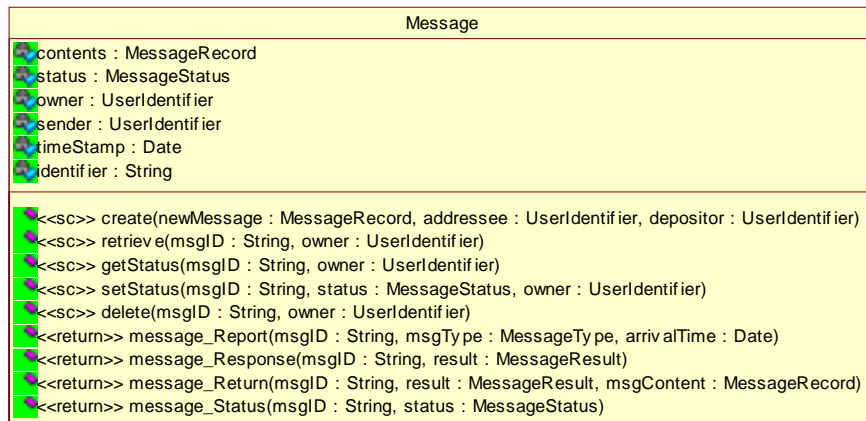 Message
contents : MessageRecord
status : MessageStatus
owner : UserIdentifier
sender : UserIdentifier
timeStamp : Date
identifier : String
<<sc>> create(newMessage : MessageRecord, addressee : UserIdentifier, depositor : UserIdentifier)
<<sc>> retrieve(msgID : String, owner : UserIdentifier)
<<sc>> getStatus(msgID : String, owner : UserIdentifier)
<<sc>> setStatus(msgID : String, status : MessageStatus, owner : UserIdentifier)
<<sc>> delete(msgID : String, owner : UserIdentifier)
<<return>> message_Report(msgID : String, msgType : MessageType, arrivalTime : Date)
<<return>> message_Response(msgID : String, result : MessageResult)
<<return>> message_Return(msgID : String, result : MessageResult, msgContent : MessageRecord)
<<return>> message_Status(msgID : String, status : MessageStatus)